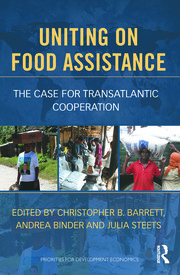 UNITING ON
FOOD ASSISTANCE
THE CASE FOR TRANSATLANTIC
COOPERATION
EDITED BY CHRISTOPHER B. BARRETT,
ANDREA BINDER AND JULIA STEETS
PRIORITIES FOR DEVELOPMENT ECONOMICS